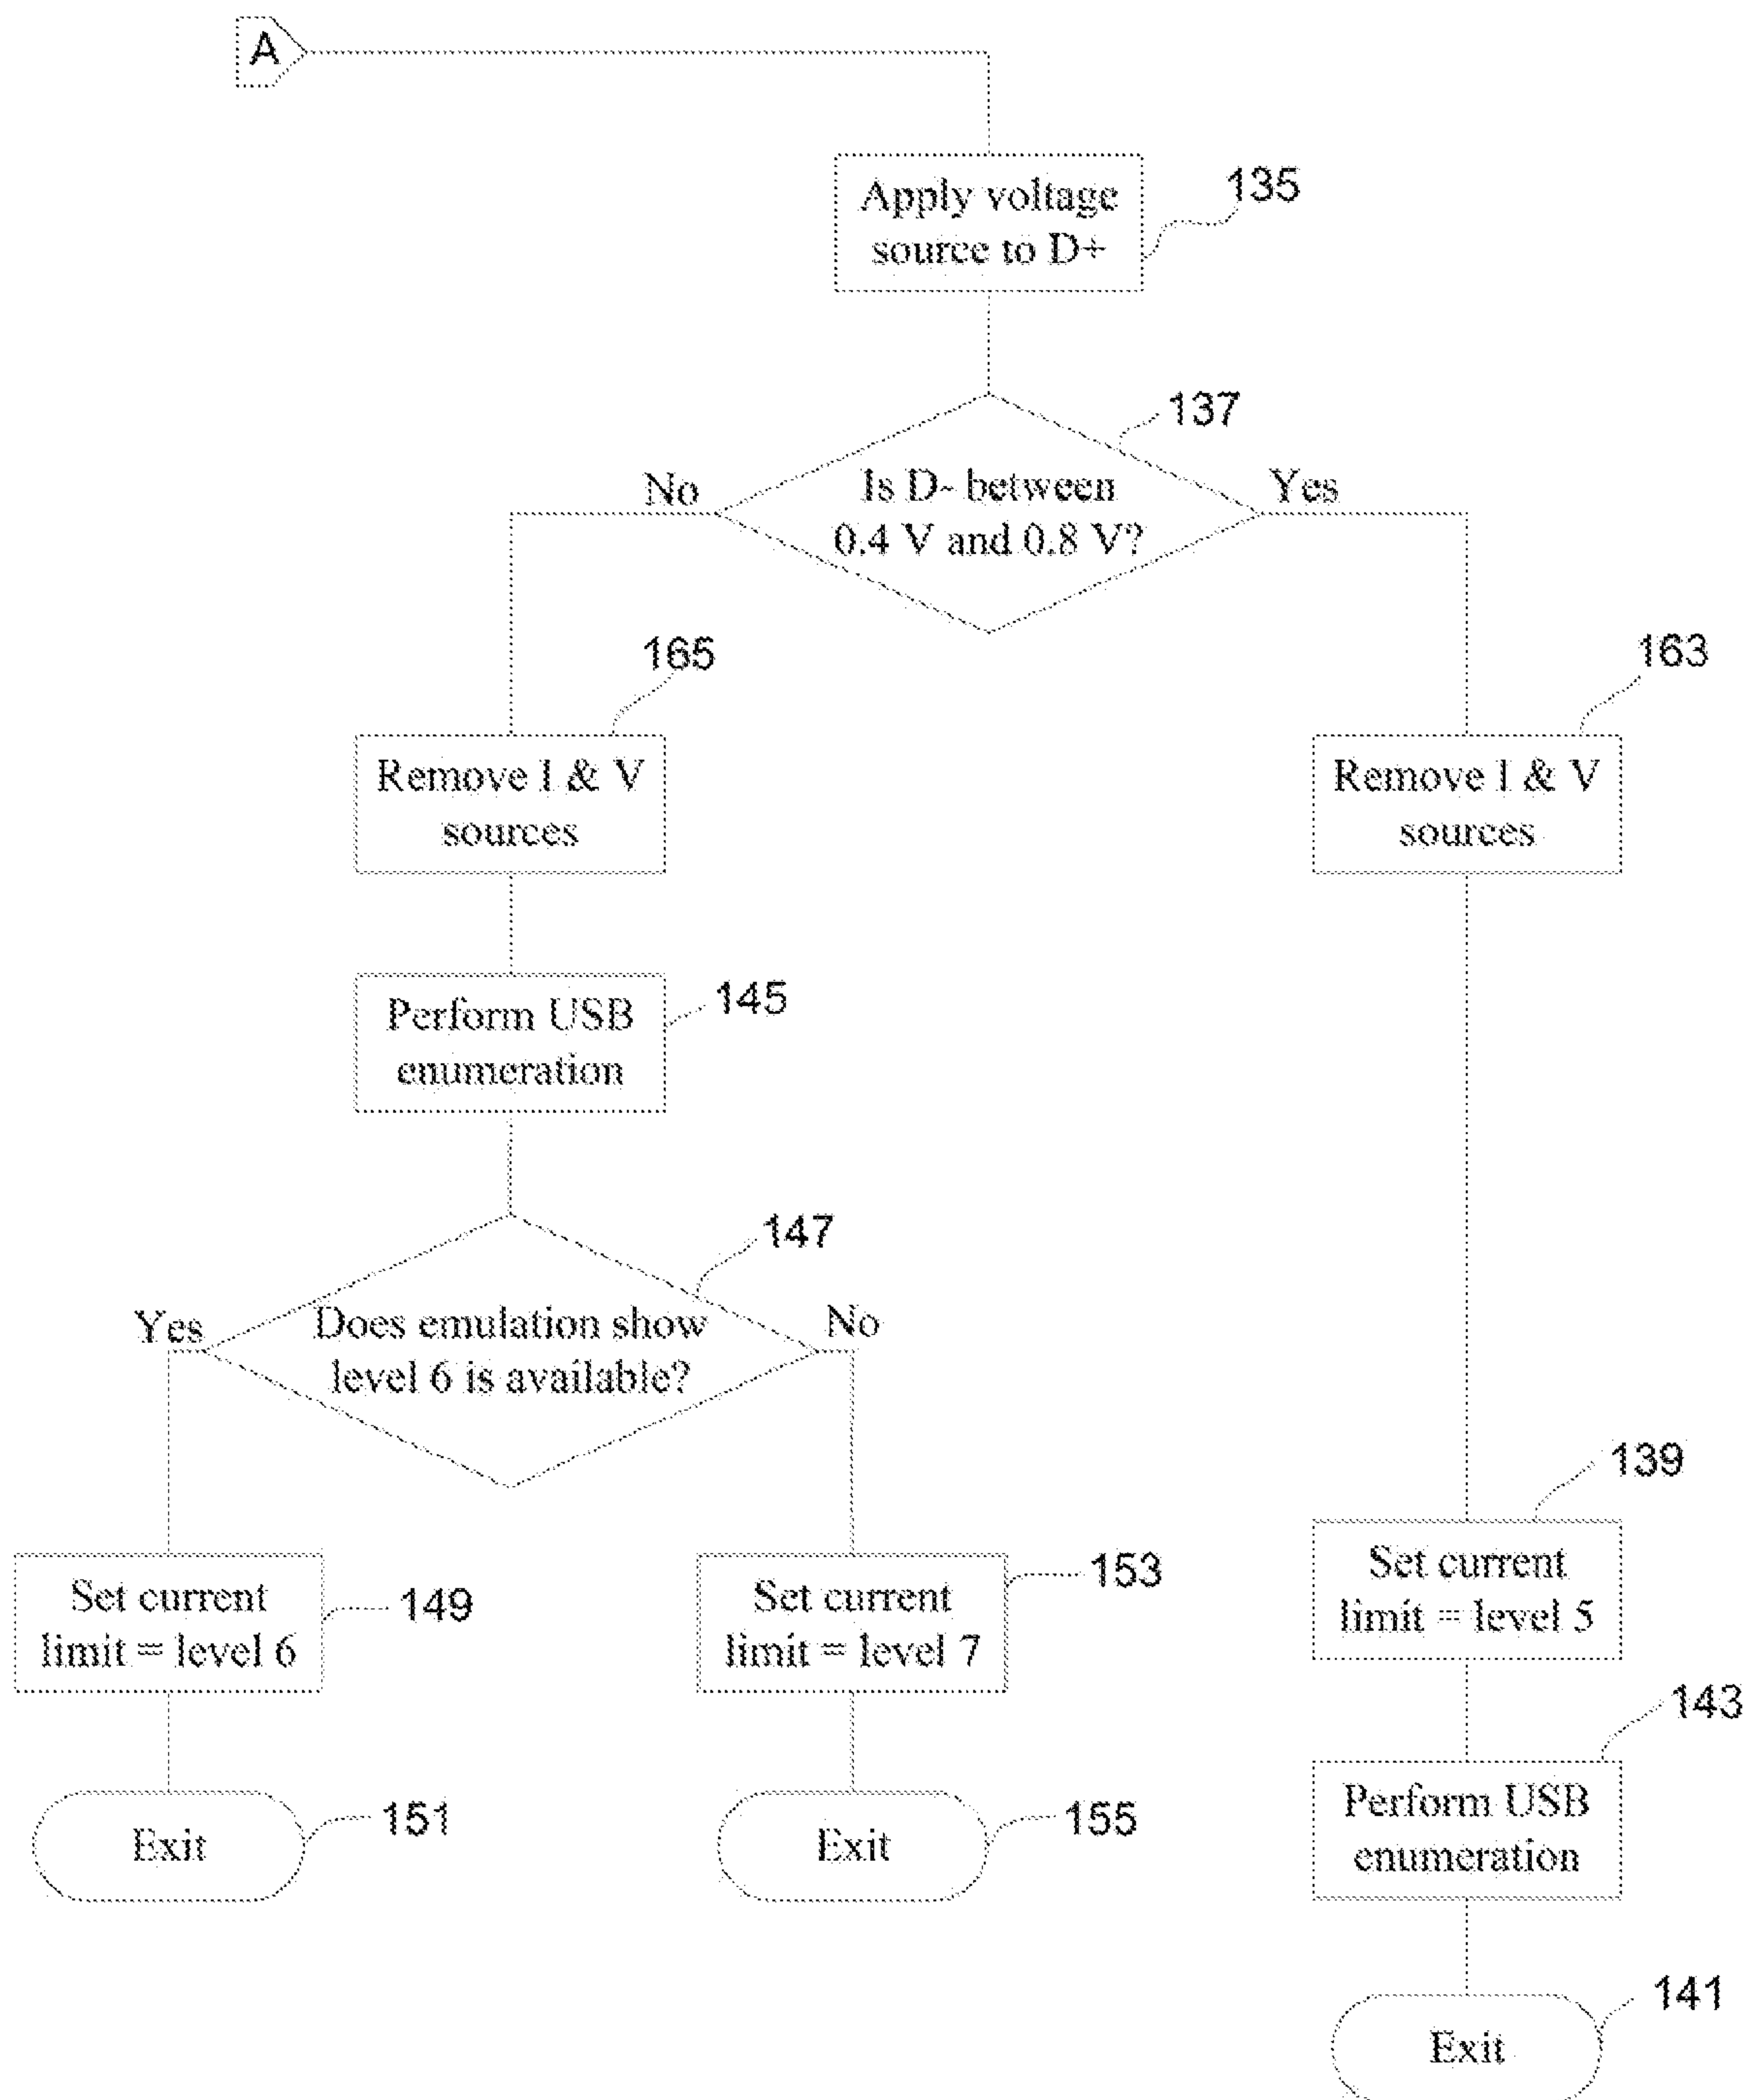 A
Apply voltage
source to D+
135
137
Is D- between
0.4 V and 0.8 V?
No
Yes
165
163
Remove I & V
sources
Remove I & V
sources
Perform USB
enumeration
145
147
Does emulation show
level 6 is available?
Yes
No
139
Set current
limit = level 6
149
Set current
limit = level 7
153
Set current
limit = level 5
143
Perform USB
enumeration
Exit
151
Exit
155
141
Exit